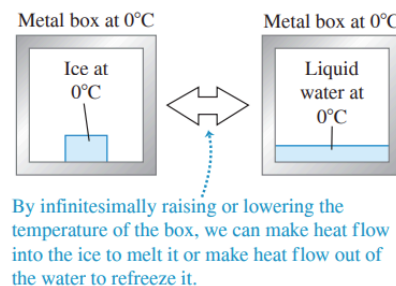 Metal box at 0°C
Metal box at 0°C
Ice at
0°C
Liquid
water at
0°C
By infinitesimally raising or lowering the
temperature of the box, we can make heat flow
into the ice to melt it or make heat flow out of
the water to refreeze it.